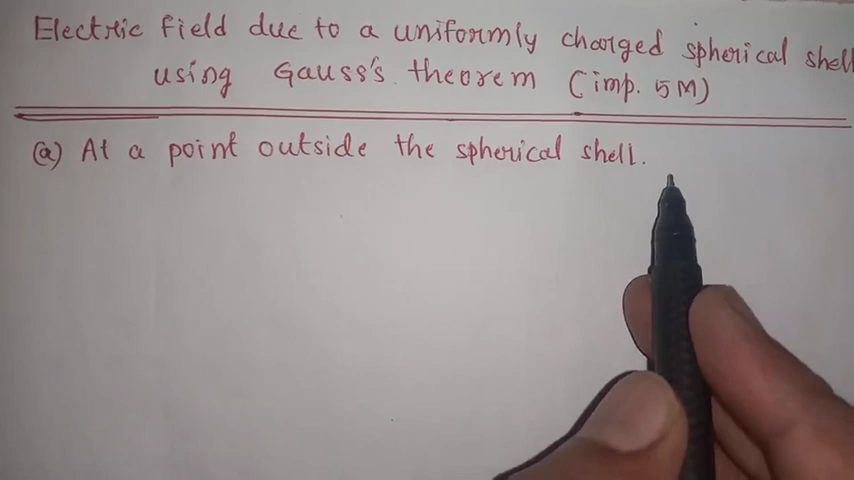 Electric field due to a uniformly charged spherical shell
using Gauss's theorem (imp. 5M)
(a) At a point outside the spherical shell.